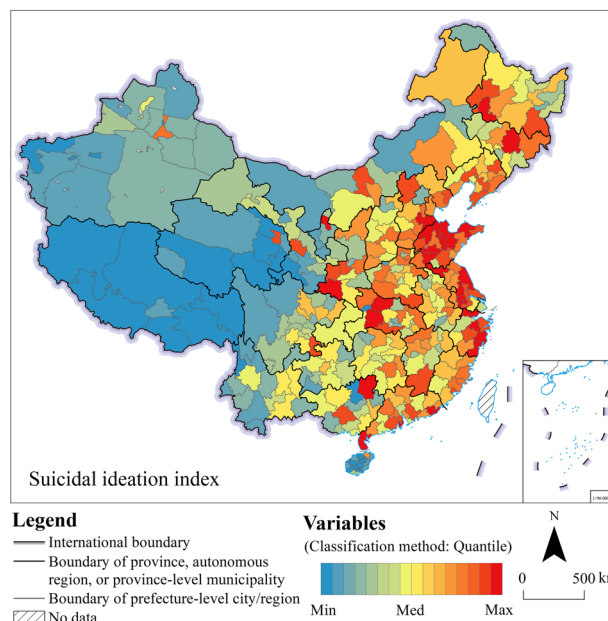 Suicidal ideation index
Legend
International boundary
Boundary of province, autonomous
region, or province-level municipality
Boundary of prefecture-level city/region
No data
Variables
(Classification method: Quantile)
Min Med Max
N
0 500 km